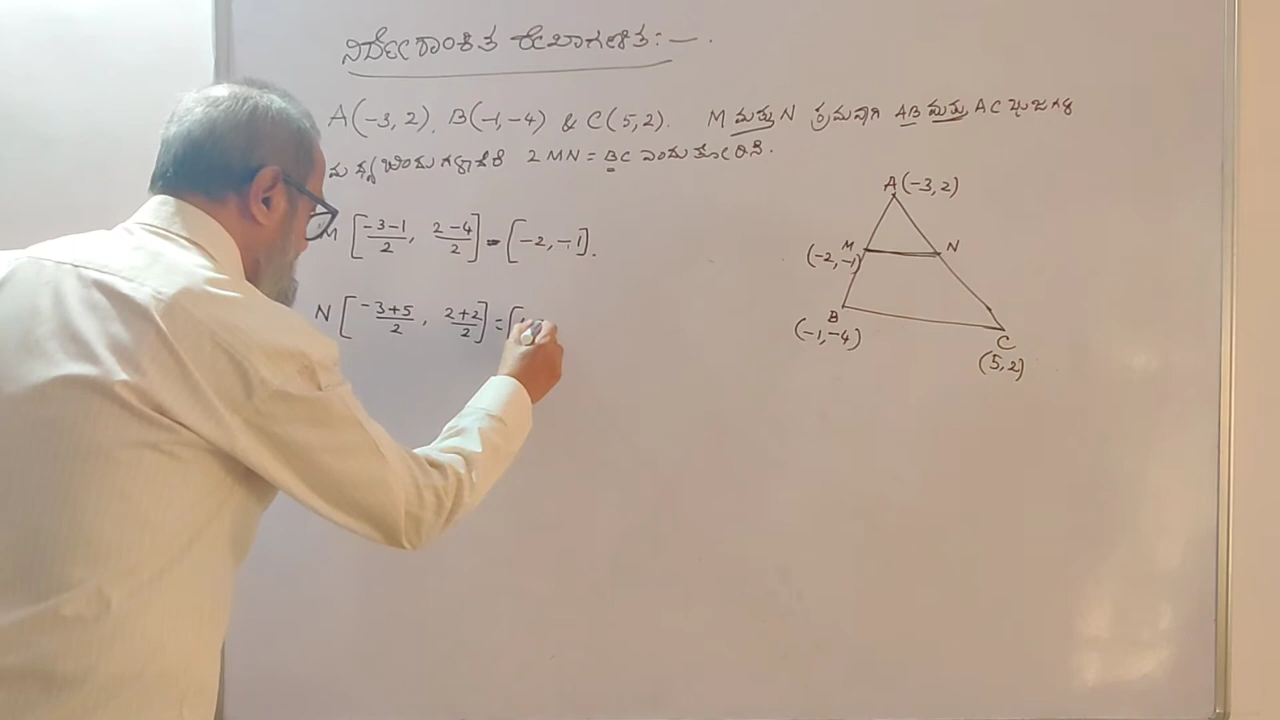 ನಿರ್ದೇಶಾಂಕಿತ ರೇಖಾಗಣಿತ :—.
A(-3, 2), B(-1, -4) & C(5, 2). M ಮತ್ತು N ಕ್ರಮವಾಗಿ AB ಮತ್ತು AC ಭುಜಗಳ
ಮಧ್ಯಬಿಂದುಗಳಾದರೆ 2MN = BC ಎಂದು ತೋರಿಸಿ.
M [(-3-1)/2, (2-4)/2] = [-2, -1].
N [(-3+5)/2, (2+2)/2] = [
A(-3, 2)
M N
(-2, -1)
B
(-1, -4)
C
(5, 2)